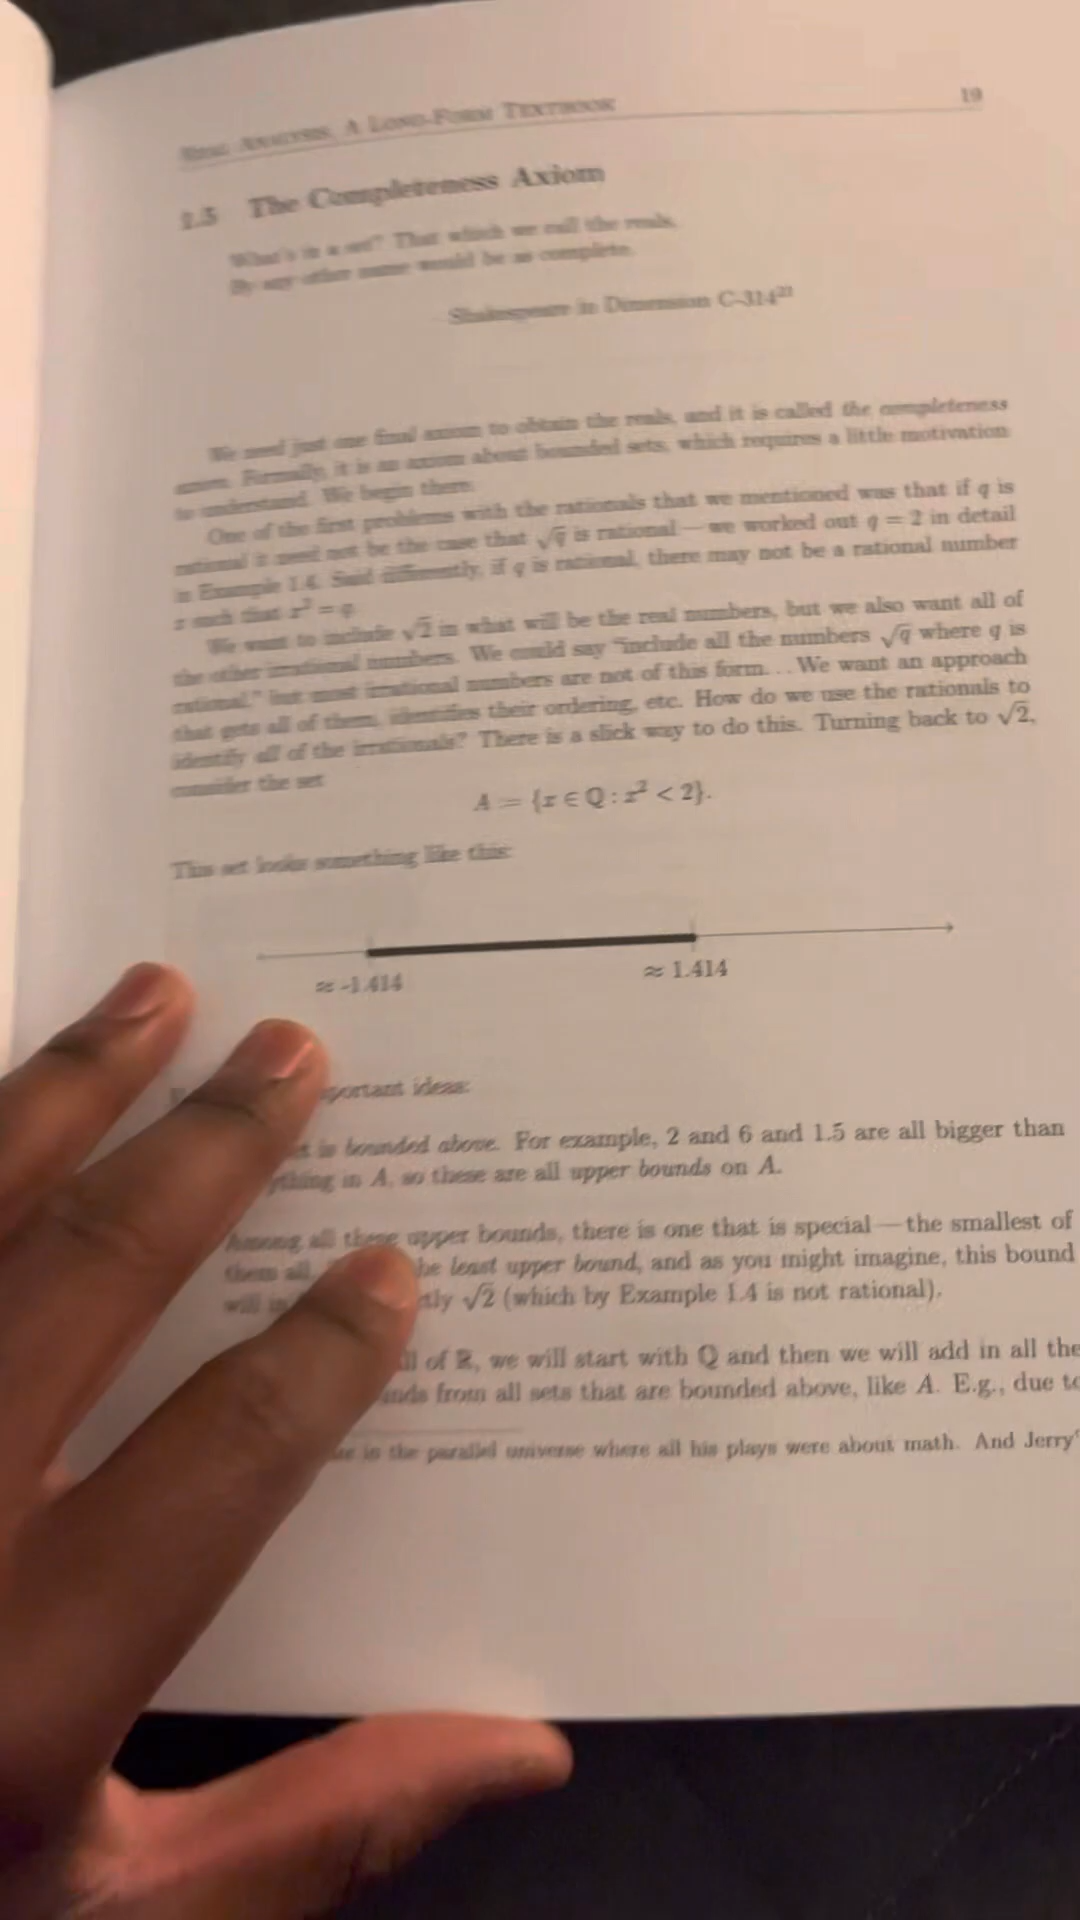 Real Analysis: A Long-Form Textbook 19
1.5 The Completeness Axiom
What's in a set? That which we call the reals,
By any other name would be as complete.
Shakespeare in Dimension C-314²¹
We need just one final axiom to obtain the reals, and it is called the completeness
axiom. Formally, it is an axiom about bounded sets, which requires a little motivation
to understand. We begin there.
One of the first problems with the rationals that we mentioned was that if q is
rational it need not be the case that √q is rational — we worked out q = 2 in detail
in Example 1.4. Said differently, if q is rational, there may not be a rational number
x such that x² = q.
We want to include √2 in what will be the real numbers, but we also want all of
the other irrational numbers. We could say "include all the numbers √q where q is
rational," but most irrational numbers are not of this form... We want an approach
that gets all of them, identifies their ordering, etc. How do we use the rationals to
identify all of the irrationals? There is a slick way to do this. Turning back to √2,
consider the set
A = {x ∈ Q : x² < 2}.
This set looks something like this:
≈ -1.414 ≈ 1.414
ideas:
is bounded above. For example, 2 and 6 and 1.5 are all bigger than
in A, so these are all upper bounds on A.
Among all these upper bounds, there is one that is special — the smallest of
them all. least upper bound, and as you might imagine, this bound
will √2 (which by Example 1.4 is not rational).
of R, we will start with Q and then we will add in all the
from all sets that are bounded above, like A. E.g., due to
in the parallel universe where all his plays were about math. And Jerry